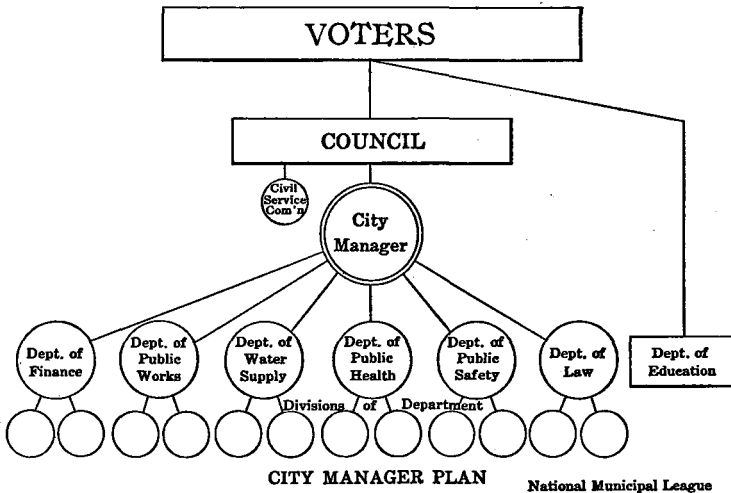 VOTERS
COUNCIL
Civil
Service
Com'n
City
Manager
Dept. of
Finance
Dept. of
Public
Works
Dept. of
Water
Supply
Dept. of
Public
Health
Dept. of
Public
Safety
Dept. of
Law
Dept. of
Education
Divisions of Department
CITY MANAGER PLAN
National Municipal League